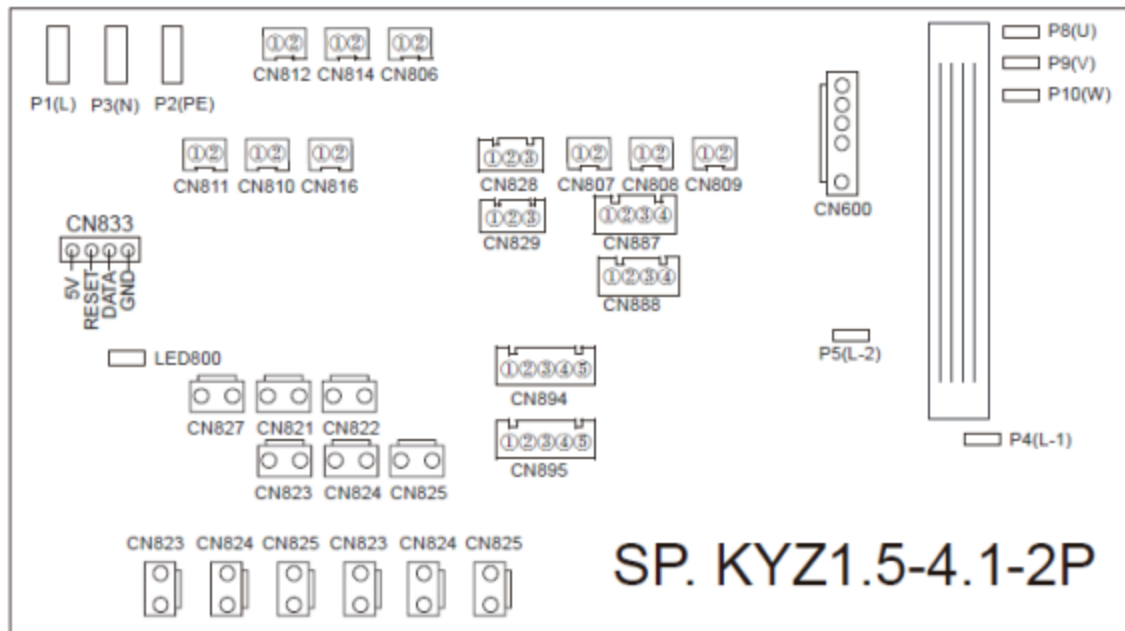 P8(U)
P9(V)
P10(W)
①② ①② ①②
CN812 CN814 CN806
P1(L) P3(N) P2(PE)
①② ①② ①② ①②③ ①② ①② ①②
CN811 CN810 CN816 CN828 CN807 CN808 CN809
CN600
①②③ ①②③④
CN833 CN829 CN887
5V RESET DATA GND
①②③④
CN888
LED800
P5(L-2)
①②③④⑤
CN894
CN827 CN821 CN822
①②③④⑤
P4(L-1)
CN895
CN823 CN824 CN825
CN823 CN824 CN825 CN823 CN824 CN825
SP. KYZ1.5-4.1-2P